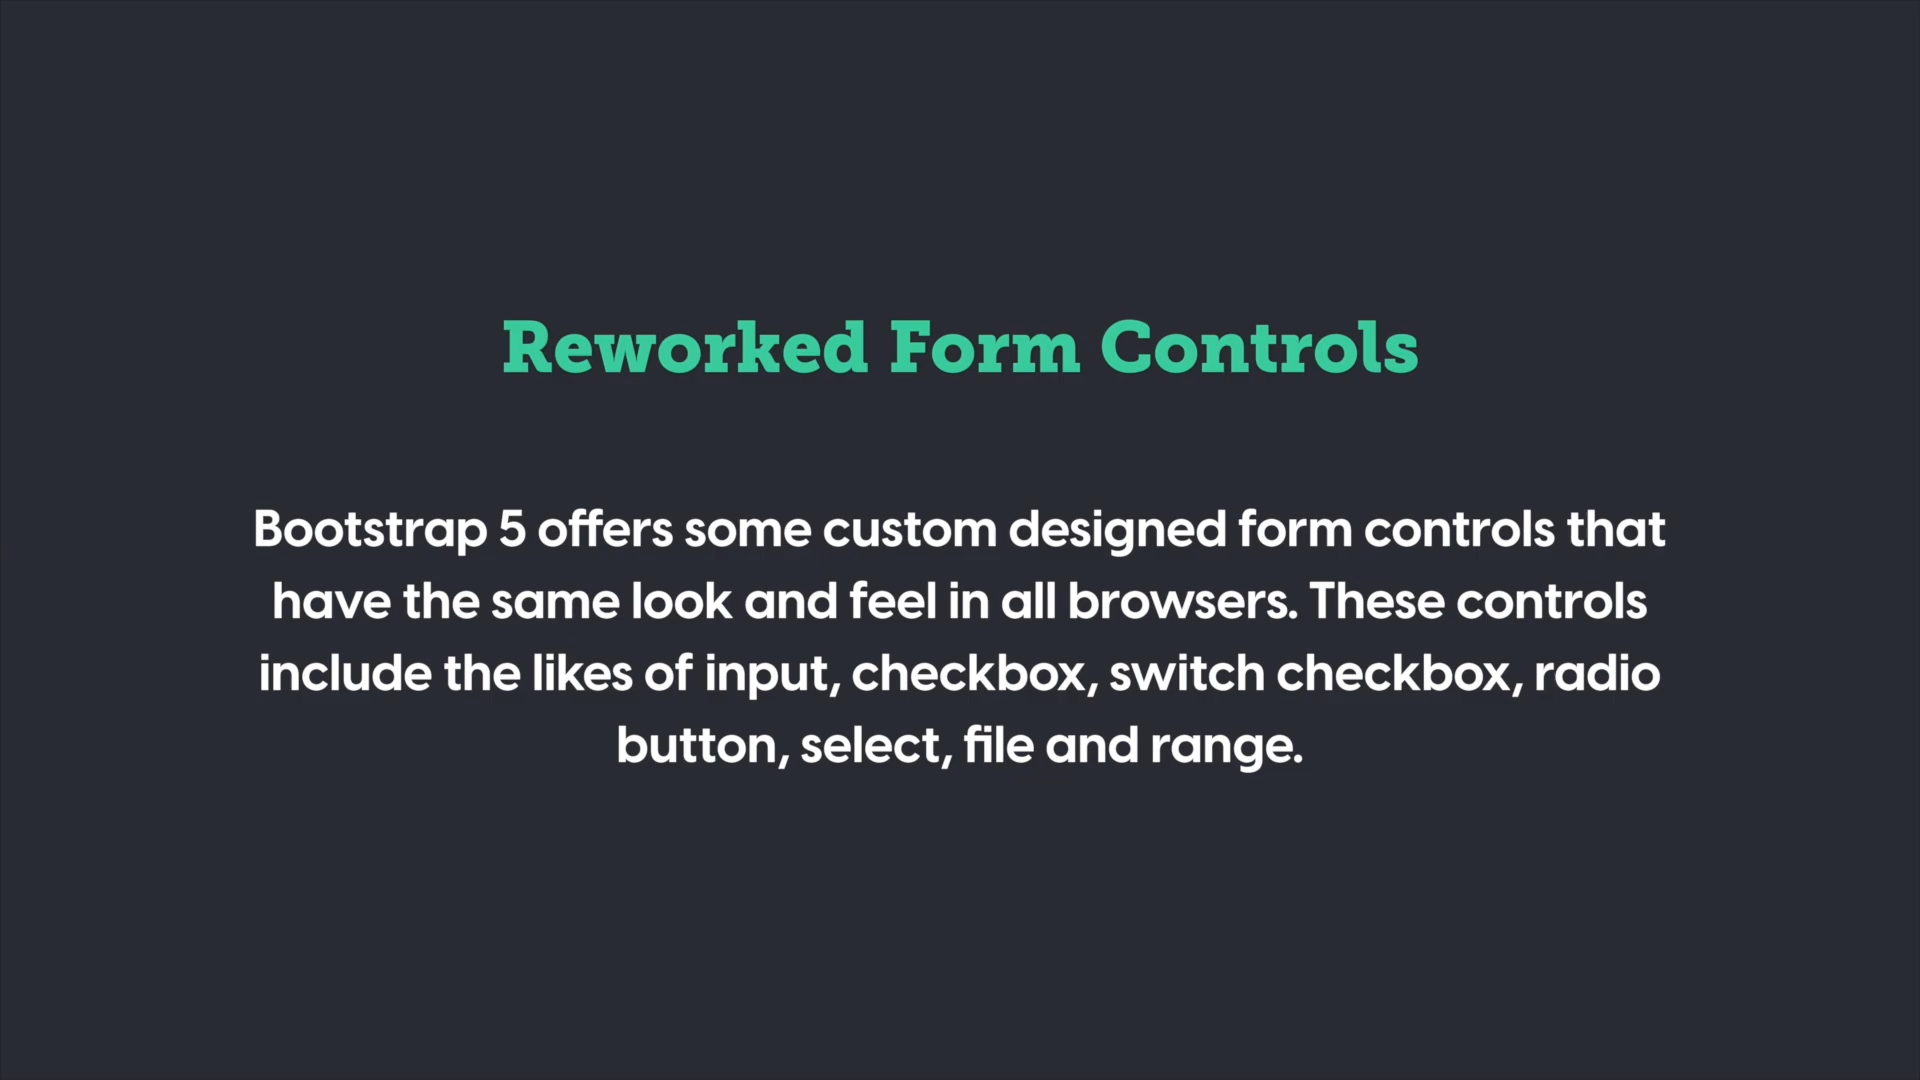 Reworked Form Controls
Bootstrap 5 offers some custom designed form controls that
have the same look and feel in all browsers. These controls
include the likes of input, checkbox, switch checkbox, radio
button, select, file and range.